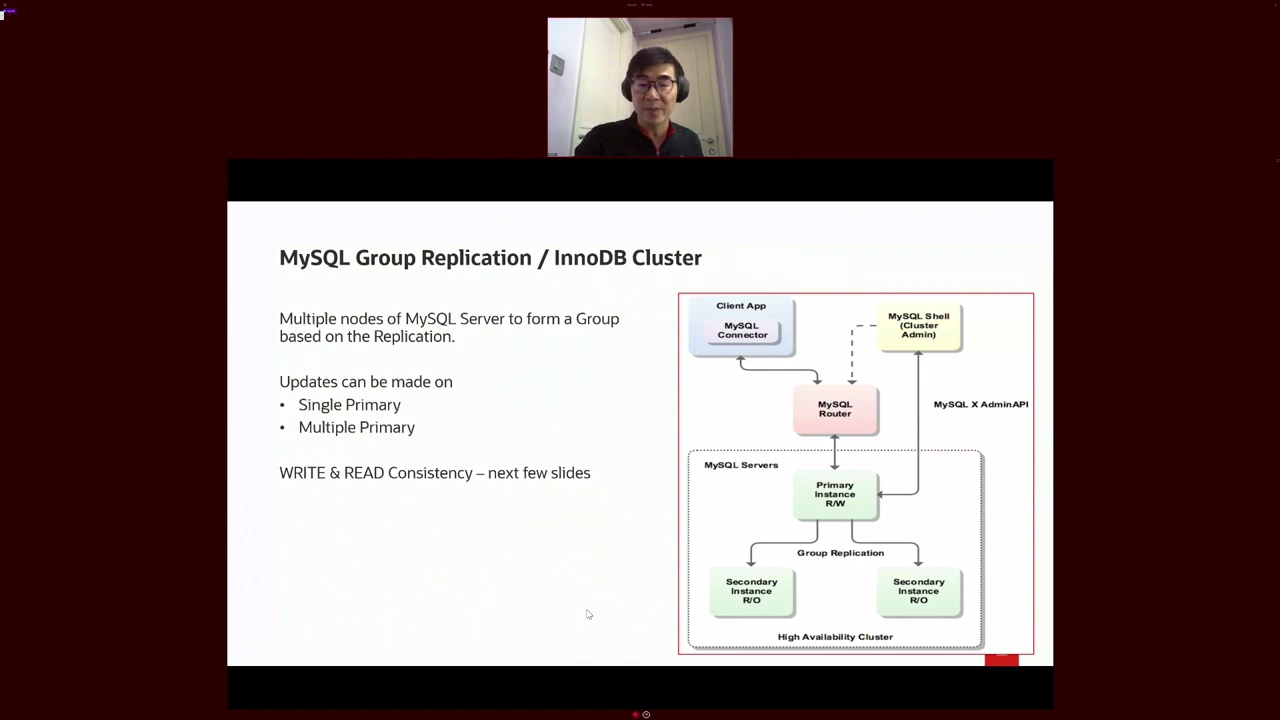 MySQL Group Replication / InnoDB Cluster
Multiple nodes of MySQL Server to form a Group
based on the Replication.
Updates can be made on
• Single Primary
• Multiple Primary
WRITE & READ Consistency – next few slides
Client App
MySQL
Connector
MySQL Shell
(Cluster
Admin)
MySQL
Router
MySQL X AdminAPI
MySQL Servers
Primary
Instance
R/W
Group Replication
Secondary
Instance
R/O
Secondary
Instance
R/O
High Availability Cluster